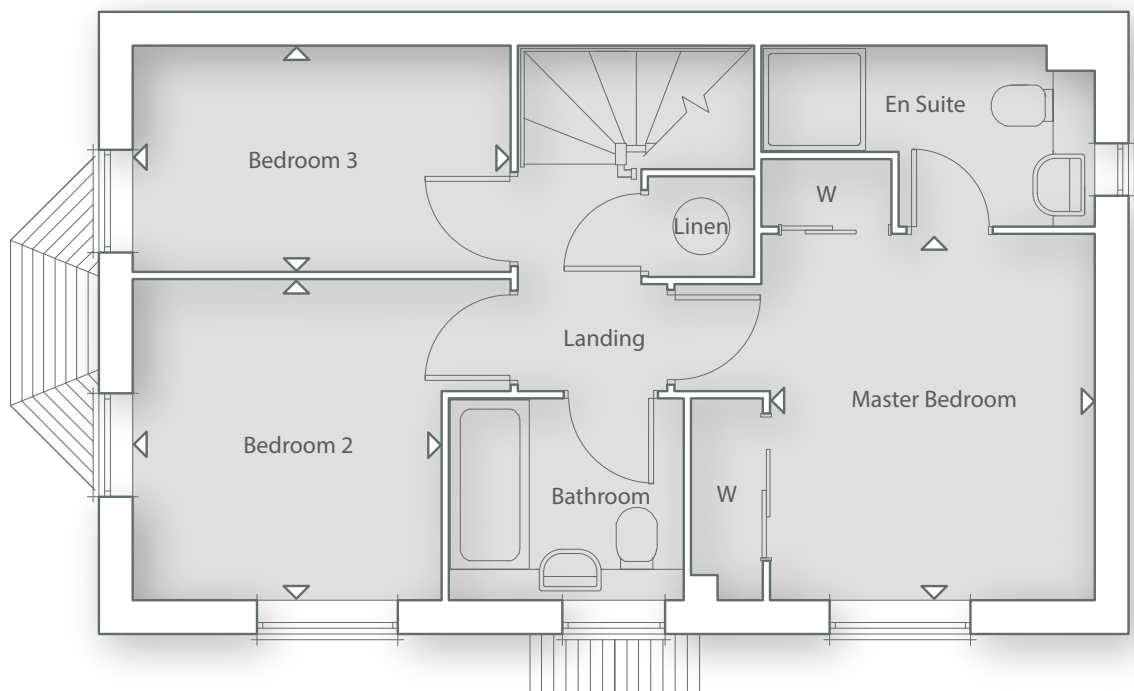 En Suite
Bedroom 3
W
Linen
Landing
Master Bedroom
Bedroom 2
W
Bathroom